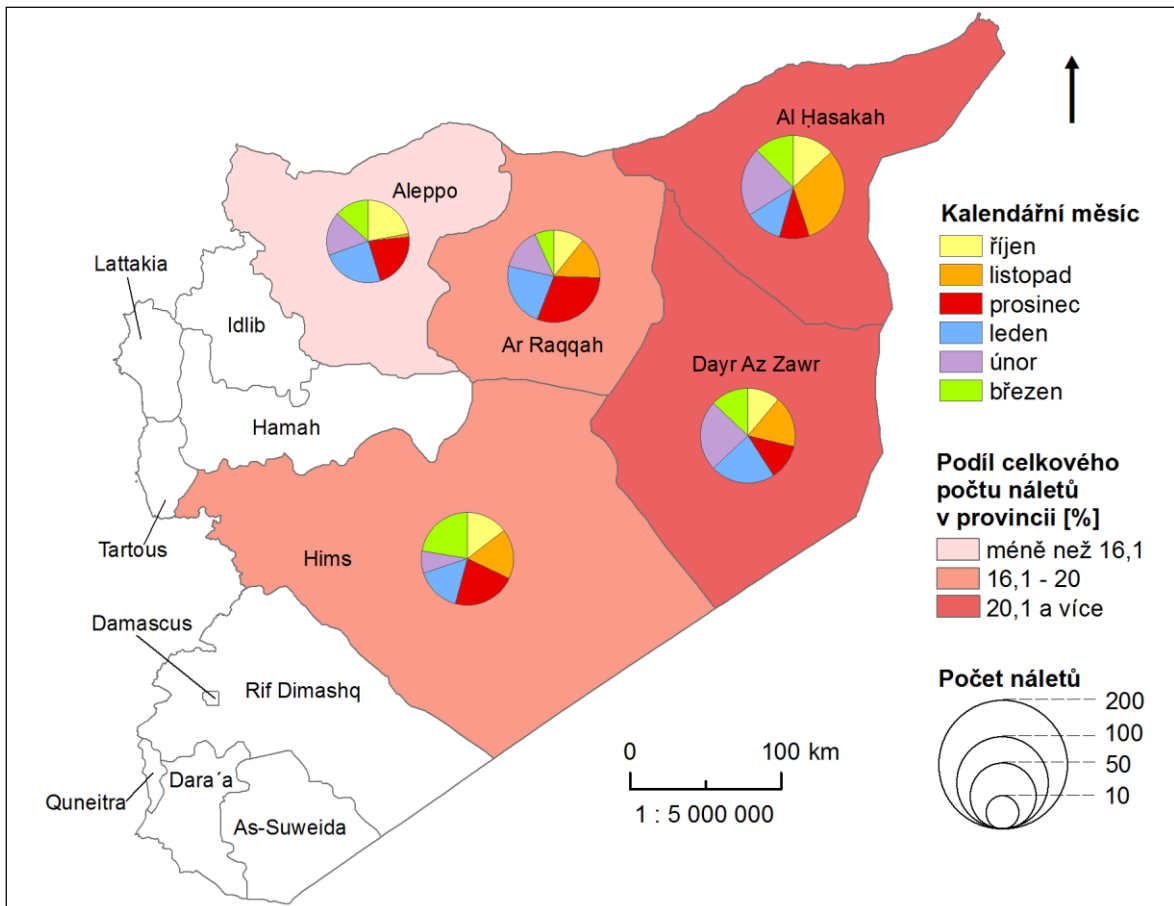 Al Ḥasakah
Aleppo
Lattakia
Idlib
Ar Raqqah
Dayr Az Zawr
Hamah
Tartous
Hims
Damascus
Rif Dimashq
Quneitra
Dara´a
As-Suweida
Kalendářní měsíc
říjen
listopad
prosinec
leden
únor
březen
Podíl celkového
počtu náletů
v provincii [%]
méně než 16,1
16,1 - 20
20,1 a více
Počet náletů
200
100
50
10
0 100 km
1 : 5 000 000